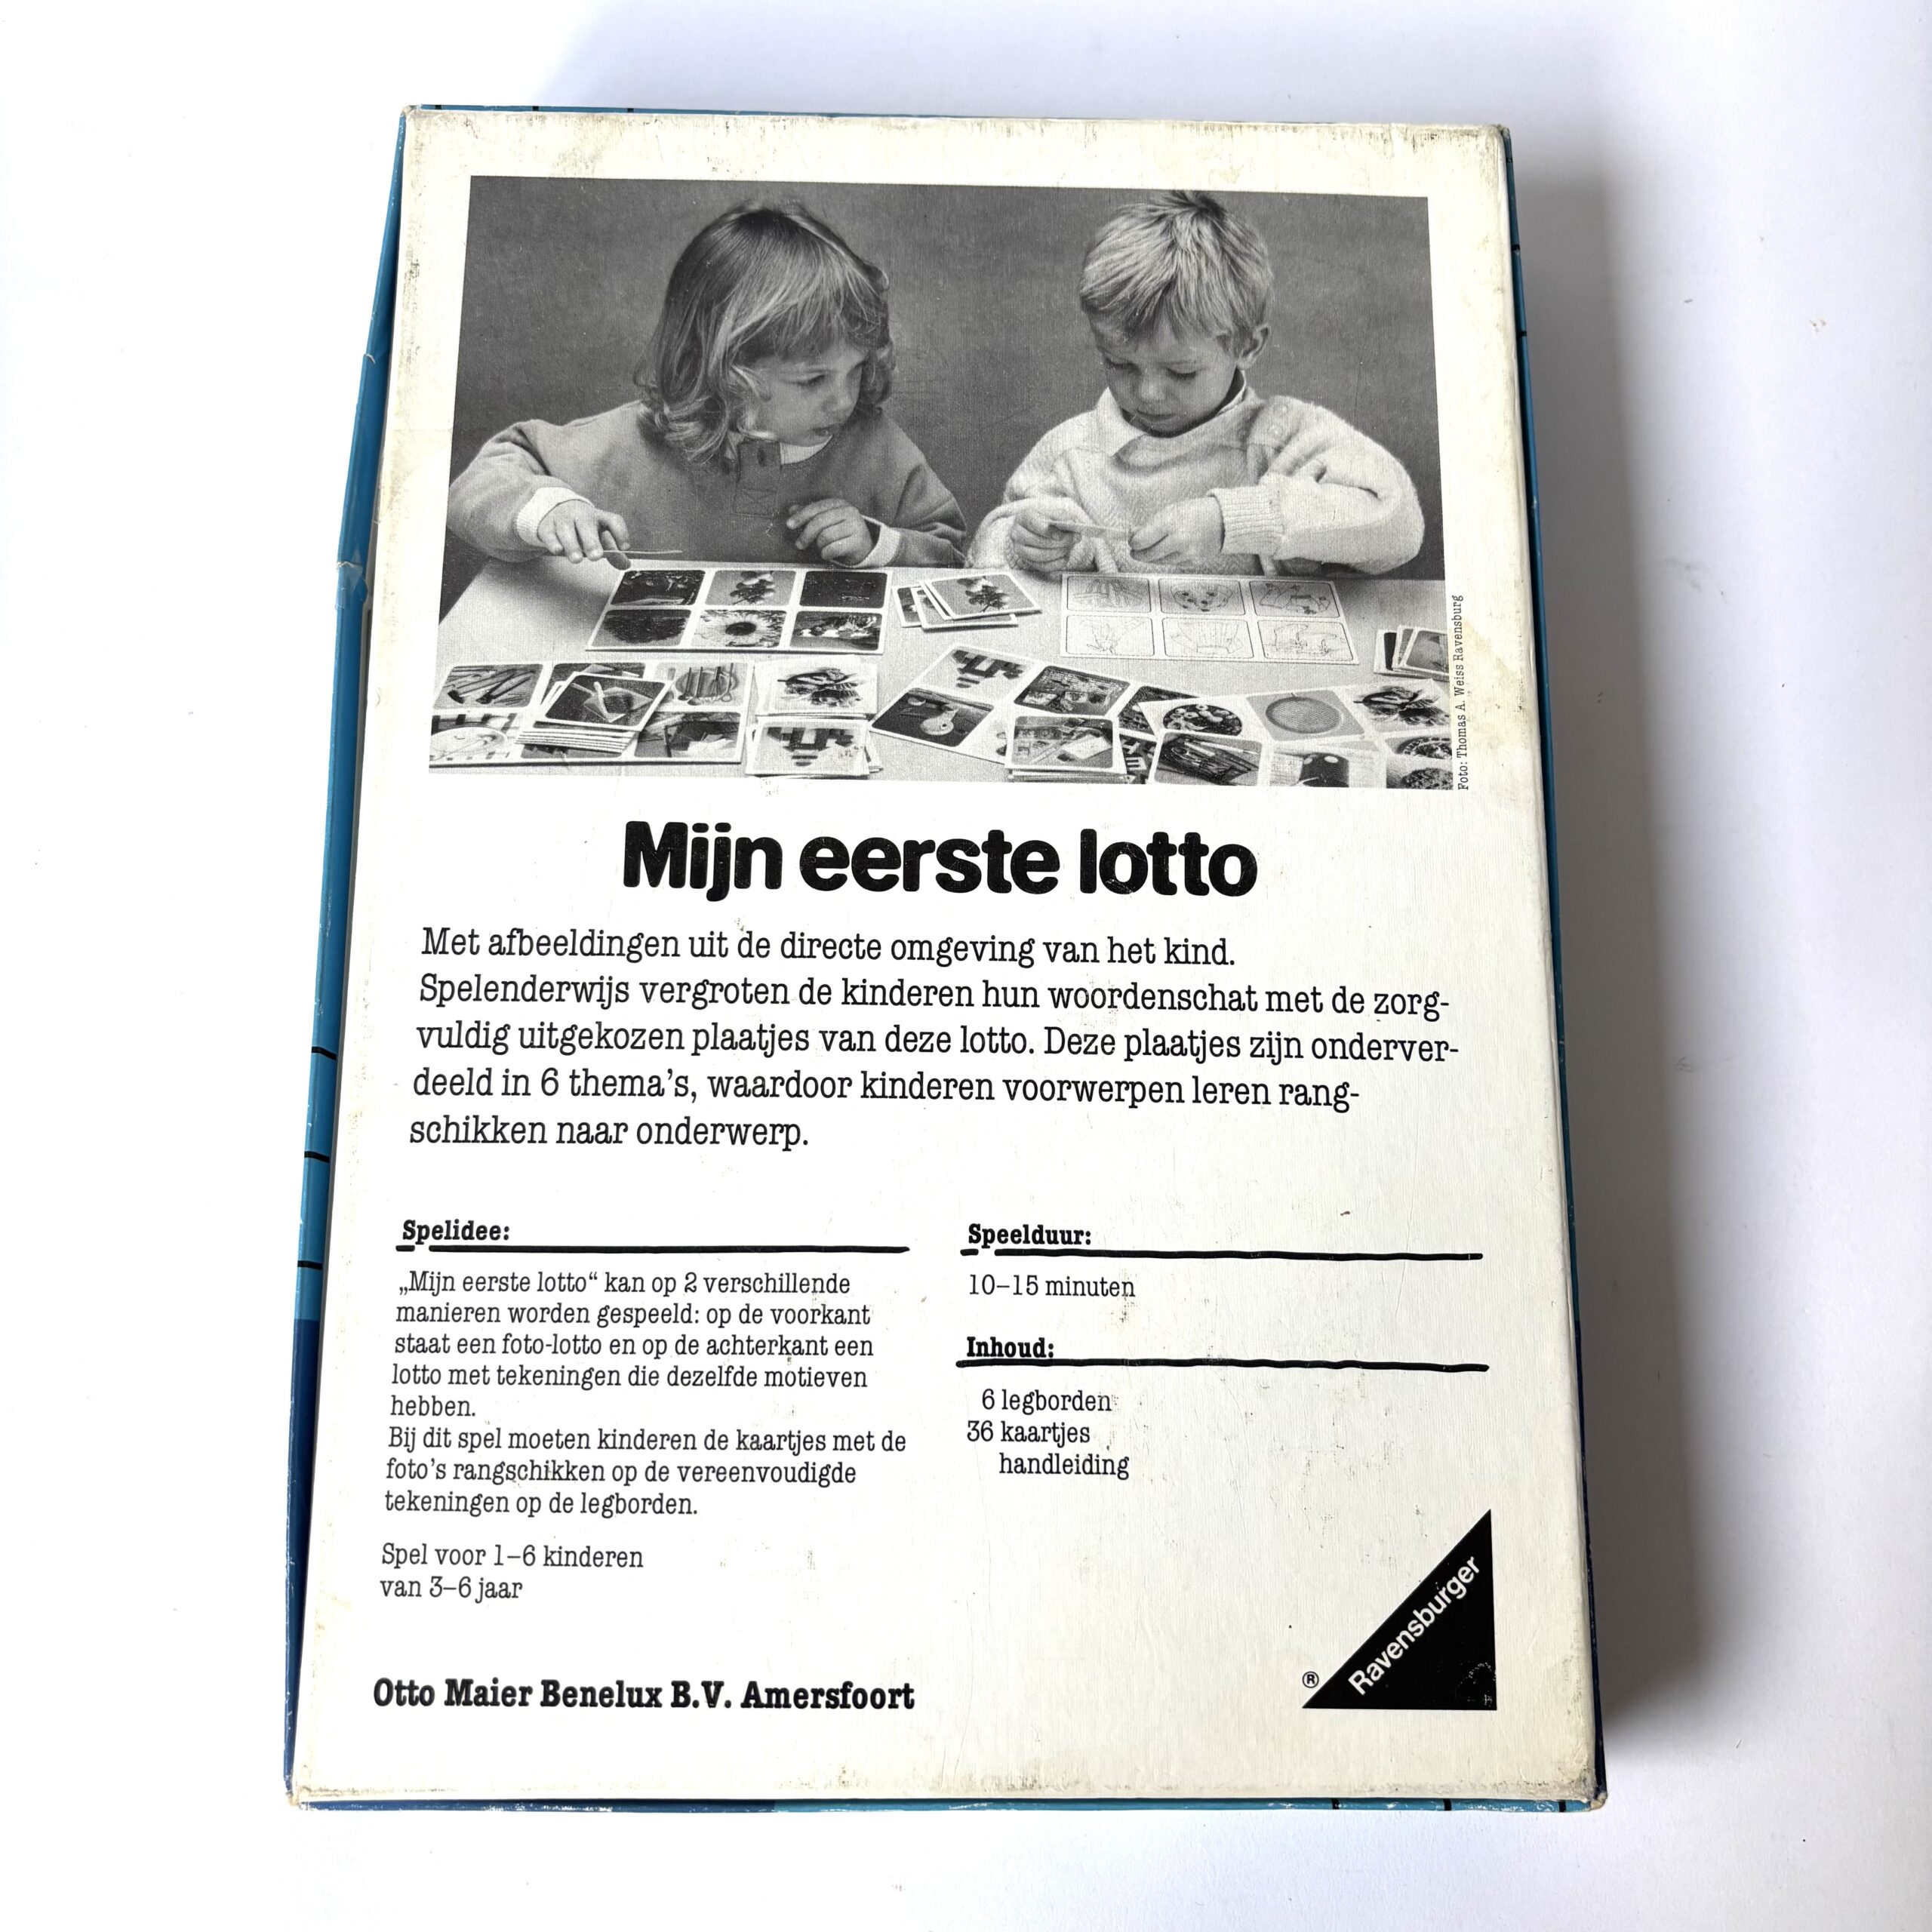 Foto: Thomas A. Weiss Ravensburg
Mijn eerste lotto
Met afbeeldingen uit de directe omgeving van het kind.
Spelenderwijs vergroten de kinderen hun woordenschat met de zorg-
vuldig uitgekozen plaatjes van deze lotto. Deze plaatjes zijn onderver-
deeld in 6 thema's, waardoor kinderen voorwerpen leren rang-
schikken naar onderwerp.
Spelidee:
„Mijn eerste lotto“ kan op 2 verschillende
manieren worden gespeeld: op de voorkant
staat een foto-lotto en op de achterkant een
lotto met tekeningen die dezelfde motieven
hebben.
Bij dit spel moeten kinderen de kaartjes met de
foto's rangschikken op de vereenvoudigde
tekeningen op de legborden.
Spel voor 1–6 kinderen
van 3–6 jaar
Speelduur:
10–15 minuten
Inhoud:
6 legborden
36 kaartjes
handleiding
Otto Maier Benelux B.V. Amersfoort
® Ravensburger